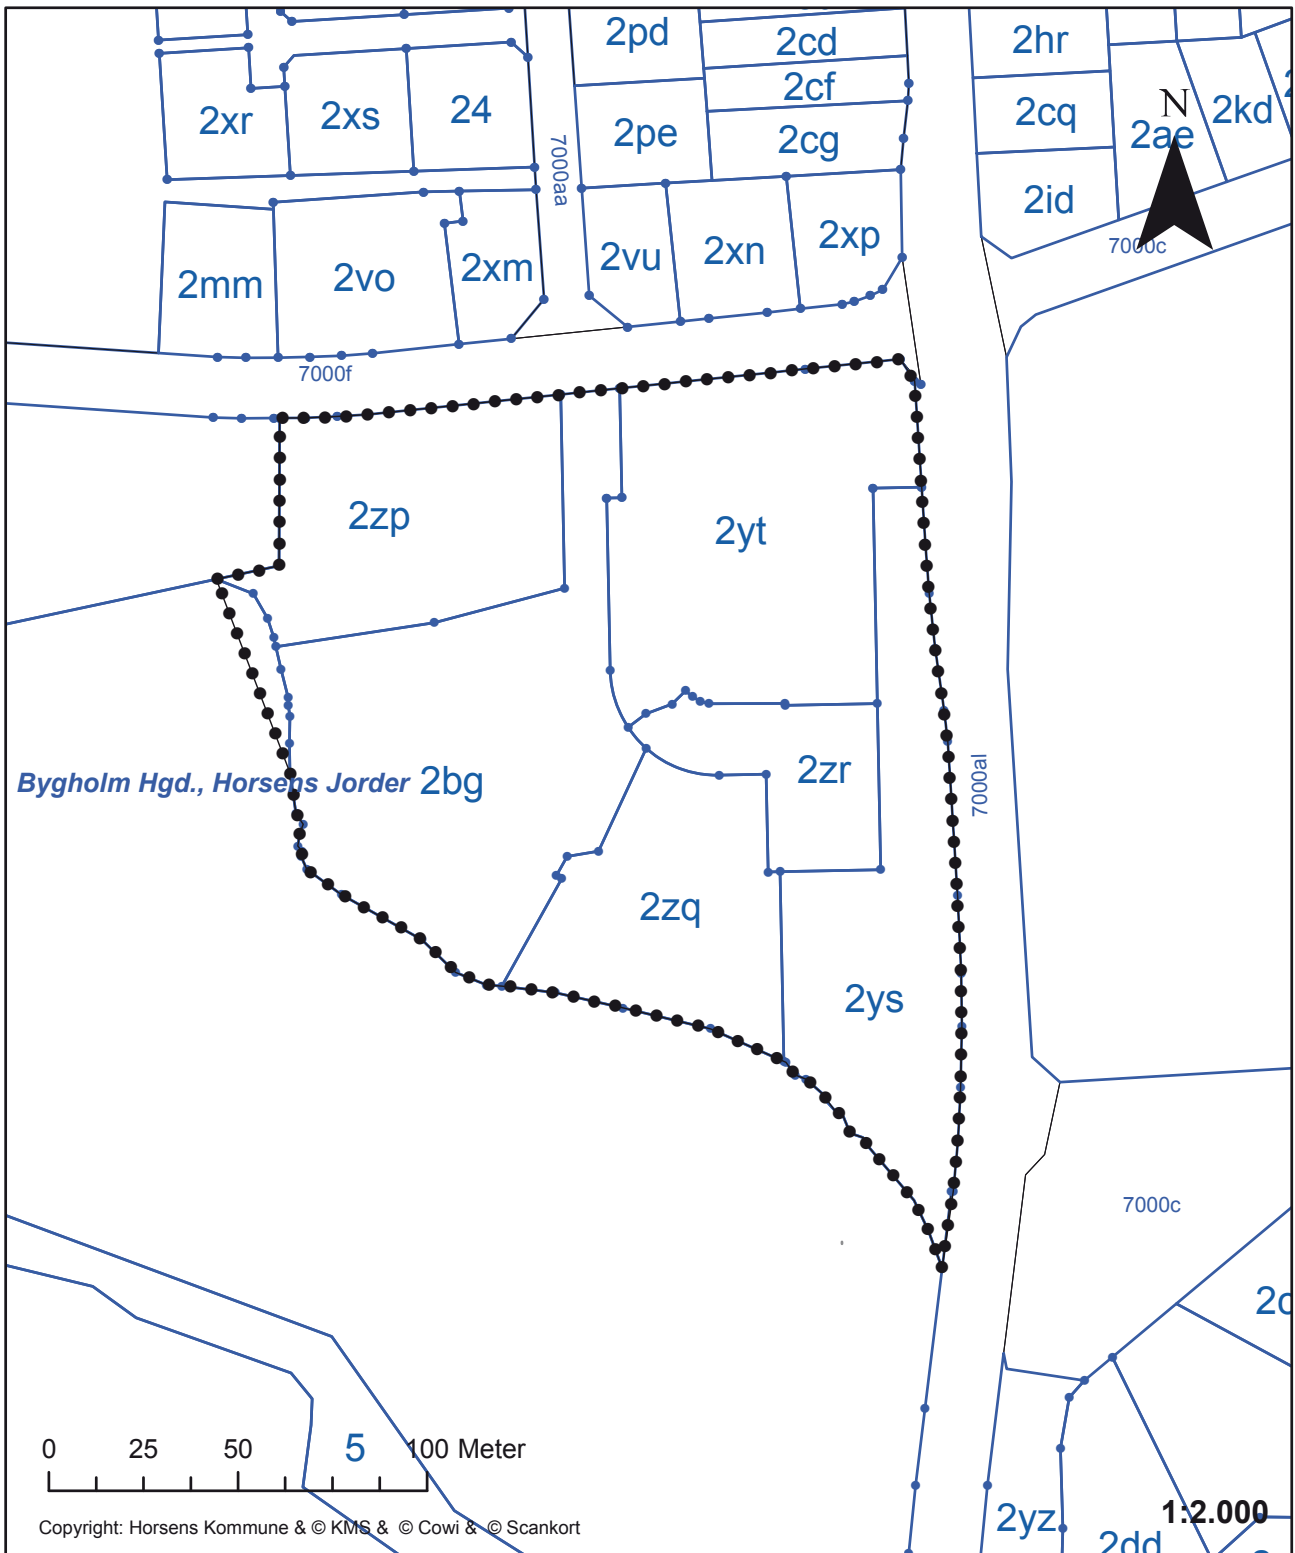 2pd
2cd
2hr
2cf
2xr
2xs
24
2pe
2cg
2cq
N
2kd
2ae
7000aa
2id
2mm
2vo
2xm
2vu
2xn
2xp
7000c
7000f
2zp
2yt
Bygholm Hgd., Horsens Jorder
2bg
2zr
7000al
2zq
2ys
7000c
0 25 50 100 Meter
5
2yz
1:2.000
2dd
Copyright: Horsens Kommune & © KMS & © Cowi & © Scankort